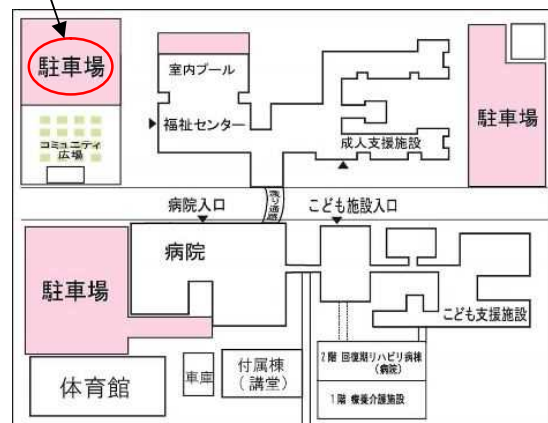 駐車場
室内プール
福祉センター
コミュニティ
広場
成人支援施設
駐車場
病院入口
渡り通路
こども施設入口
病院
駐車場
こども支援施設
体育館
車庫
付属棟
(講堂)
2階 回復期リハビリ病棟
(病院)
1階 療養介護施設